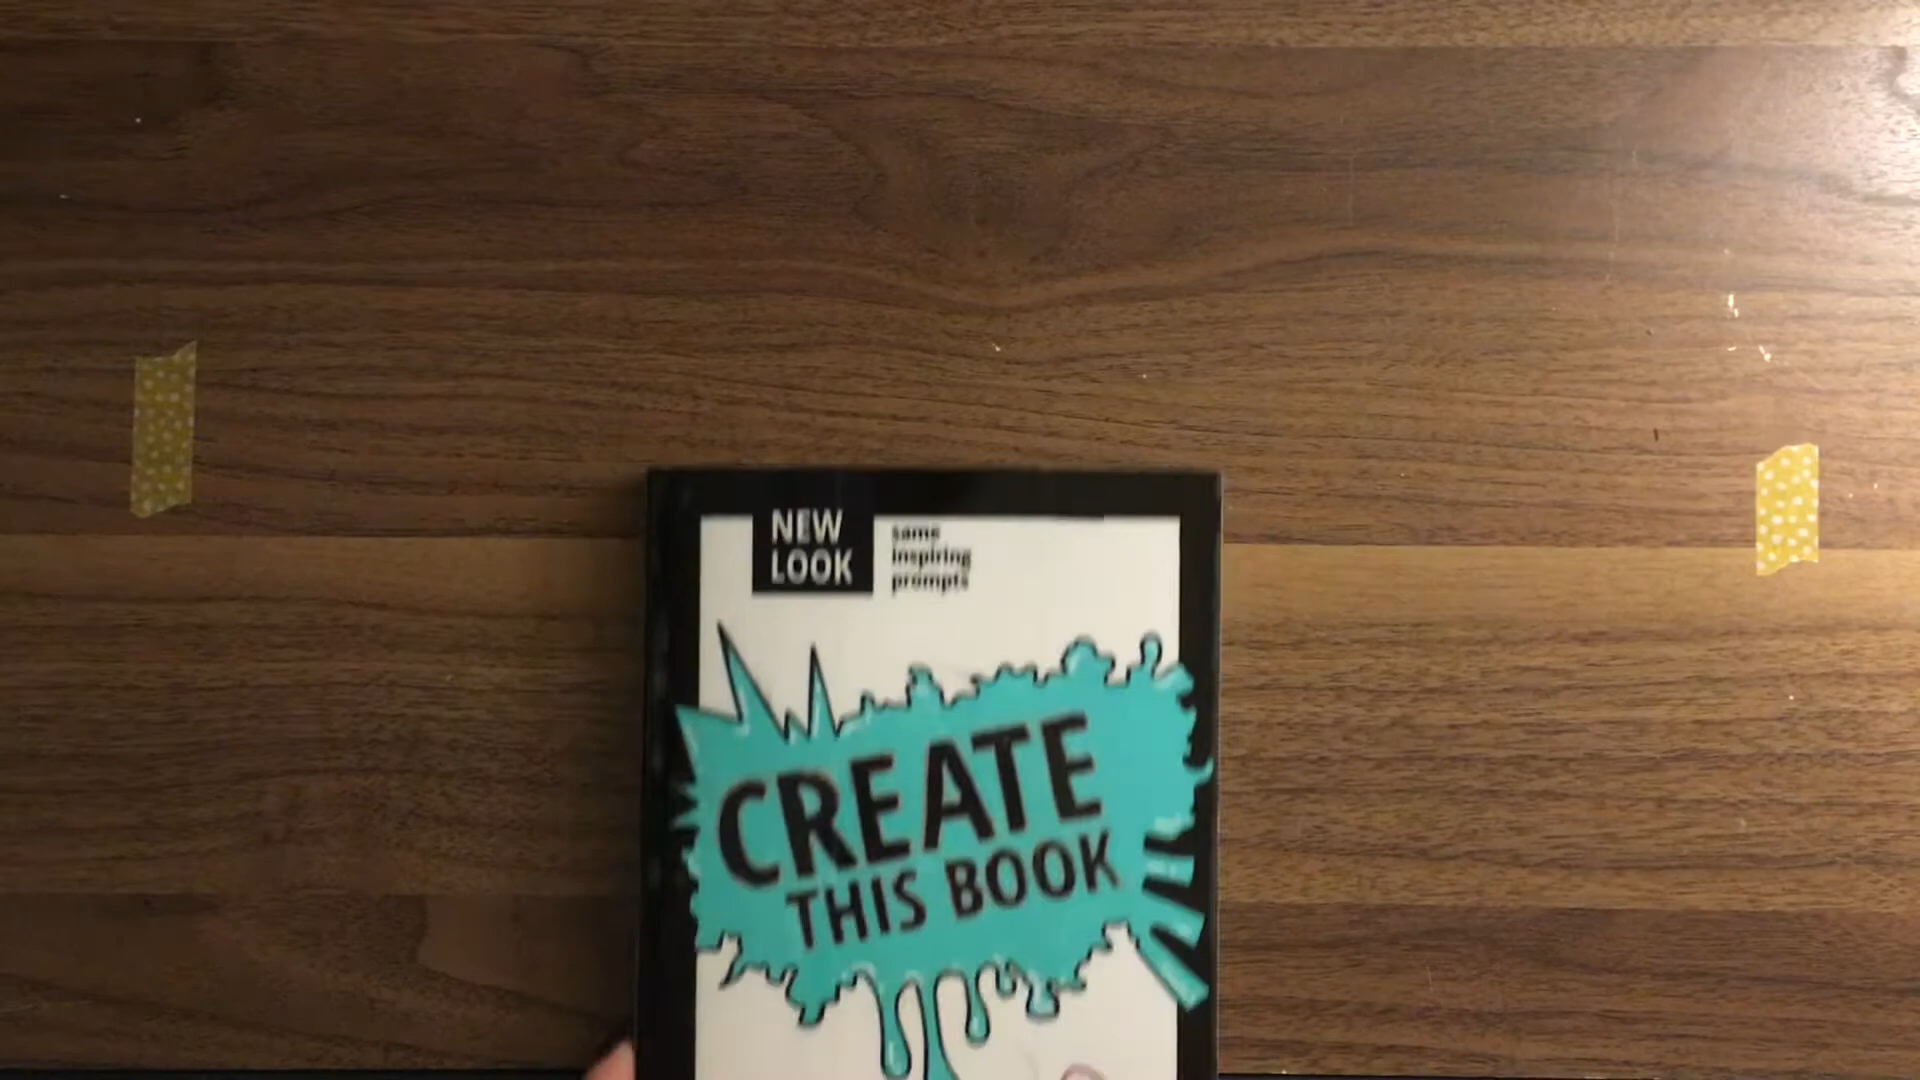 NEW
LOOK
same
inspiring
prompts
CREATE
THIS BOOK